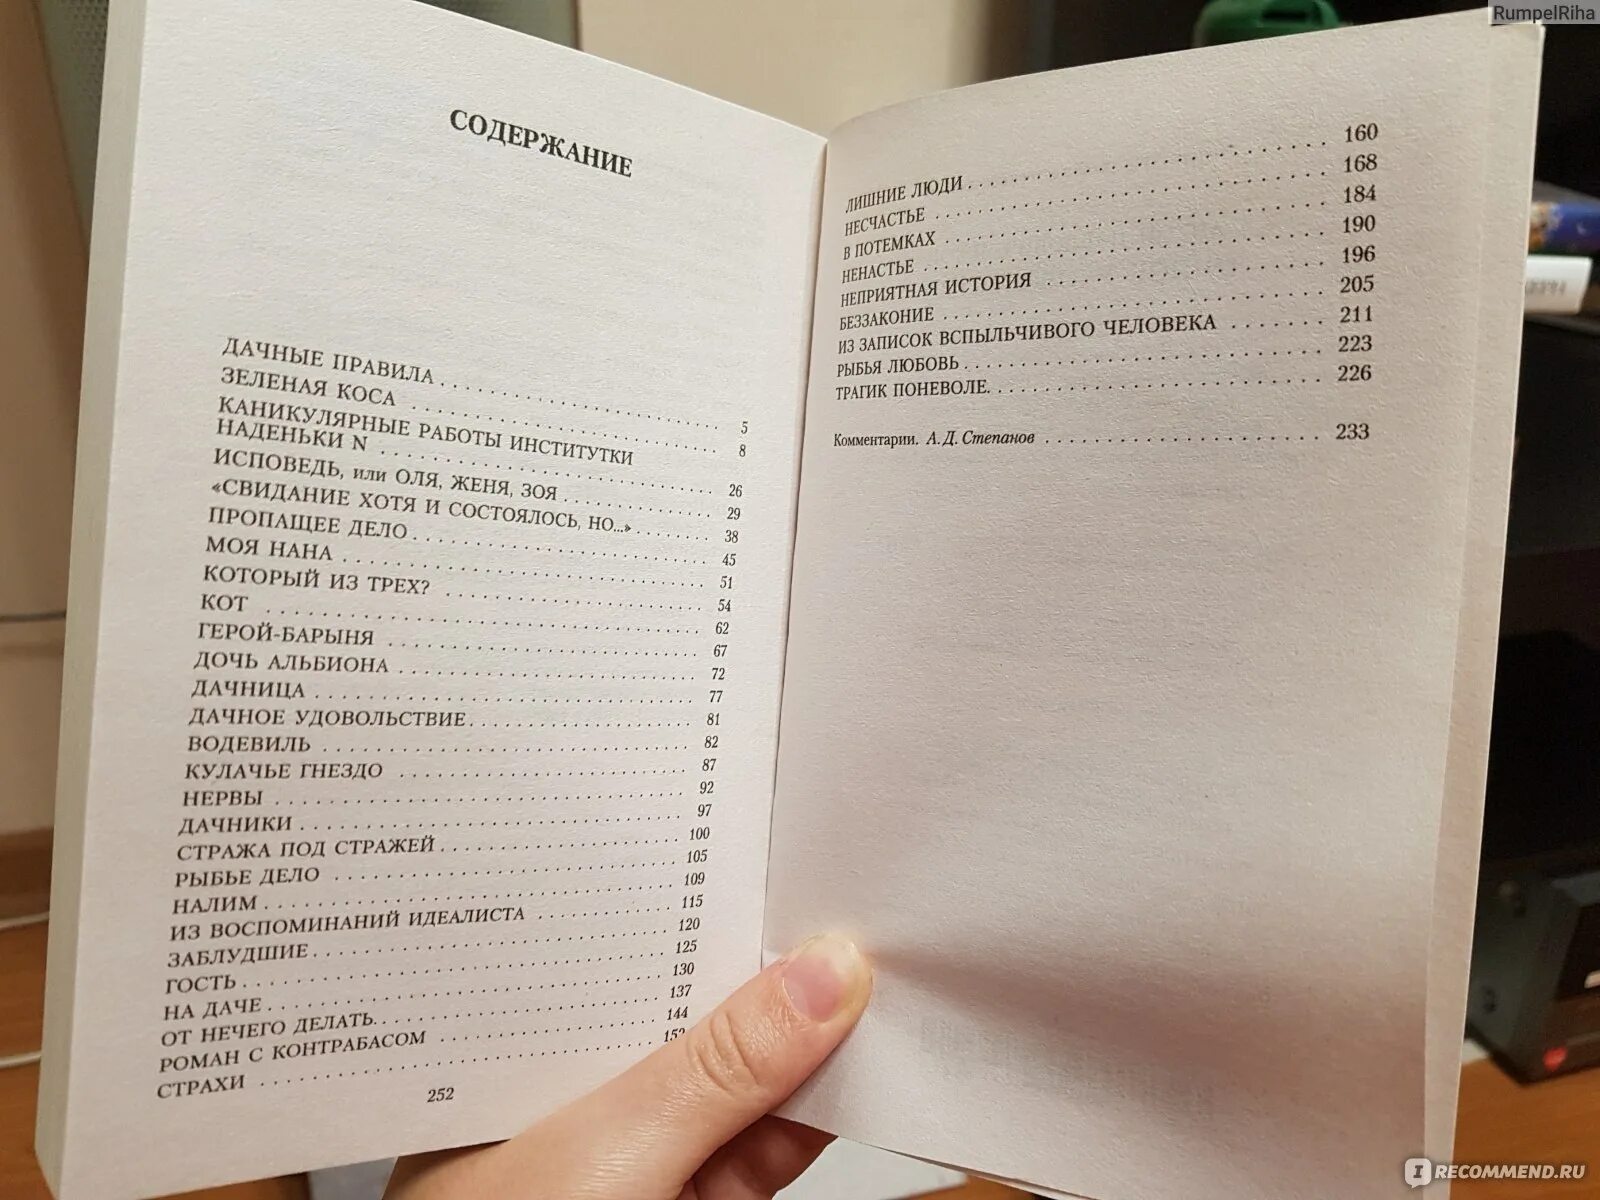 RumpelRiha
СОДЕРЖАНИЕ
ДАЧНЫЕ ПРАВИЛА . . . . . . . . . . 5
ЗЕЛЕНАЯ КОСА . . . . . . . . . . 8
КАНИКУЛЯРНЫЕ РАБОТЫ ИНСТИТУТКИ
НАДЕНЬКИ N . . . . . . . . . . 26
ИСПОВЕДЬ, или ОЛЯ, ЖЕНЯ, ЗОЯ . . . . . . . . . . 29
«СВИДАНИЕ ХОТЯ И СОСТОЯЛОСЬ, НО...» . . . . . . . . . . 38
ПРОПАЩЕЕ ДЕЛО . . . . . . . . . . 45
МОЯ НАНА . . . . . . . . . . 51
КОТОРЫЙ ИЗ ТРЕХ? . . . . . . . . . . 54
КОТ . . . . . . . . . . 62
ГЕРОЙ-БАРЫНЯ . . . . . . . . . . 67
ДОЧЬ АЛЬБИОНА . . . . . . . . . . 72
ДАЧНИЦА . . . . . . . . . . 77
ДАЧНОЕ УДОВОЛЬСТВИЕ . . . . . . . . . . 81
ВОДЕВИЛЬ . . . . . . . . . . 82
КУЛАЧЬЕ ГНЕЗДО . . . . . . . . . . 87
НЕРВЫ . . . . . . . . . . 92
ДАЧНИКИ . . . . . . . . . . 97
СТРАЖА ПОД СТРАЖЕЙ . . . . . . . . . . 100
РЫБЬЕ ДЕЛО . . . . . . . . . . 105
НАЛИМ . . . . . . . . . . 109
ИЗ ВОСПОМИНАНИЙ ИДЕАЛИСТА . . . . . . . . . . 115
ЗАБЛУДШИЕ . . . . . . . . . . 120
ГОСТЬ . . . . . . . . . . 125
НА ДАЧЕ . . . . . . . . . . 130
ОТ НЕЧЕГО ДЕЛАТЬ . . . . . . . . . . 137
РОМАН С КОНТРАБАСОМ . . . . . . . . . . 144
СТРАХИ . . . . . . . . . .
252
ЛИШНИЕ ЛЮДИ . . . . . . . . . . 160
НЕСЧАСТЬЕ . . . . . . . . . . 168
В ПОТЕМКАХ . . . . . . . . . . 184
НЕНАСТЬЕ . . . . . . . . . . 190
НЕПРИЯТНАЯ ИСТОРИЯ . . . . . . . . . . 196
БЕЗЗАКОНИЕ . . . . . . . . . . 205
ИЗ ЗАПИСОК ВСПЫЛЬЧИВОГО ЧЕЛОВЕКА . . . . . . . . . . 211
РЫБЬЯ ЛЮБОВЬ . . . . . . . . . . 223
ТРАГИК ПОНЕВОЛЕ . . . . . . . . . . 226
Комментарии. А. Д. Степанов . . . . . . . . . . 233
IRECOMMEND.RU